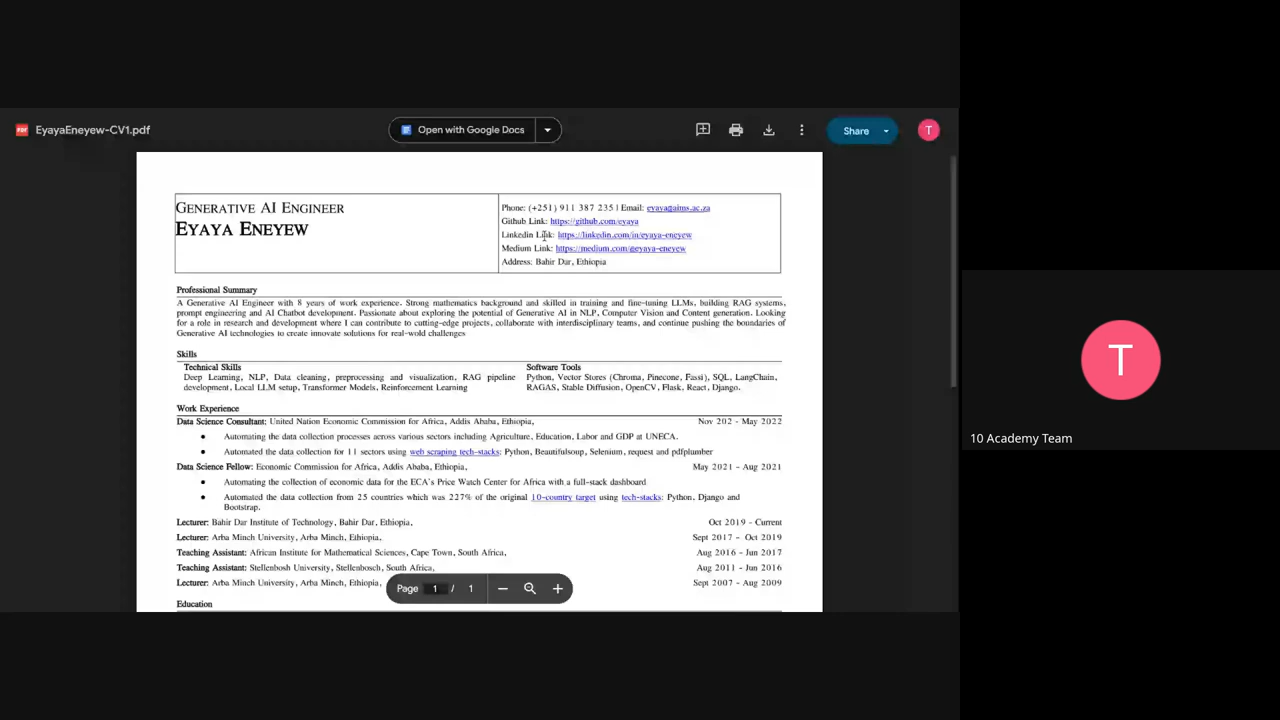 EyayaEneyew-CV1.pdf
Open with Google Docs
Share
T
GENERATIVE AI ENGINEER
EYAYA ENEYEW
Phone: (+251) 911 387 2351 Email: eyaya@aims.ac.za
Github Link: https://github.com/eyaya
Linkedin Link: https://linkedin.com/in/eyaya-eneyew
Medium Link: https://medium.com/@eyaya-eneyew
Address: Bahir Dar, Ethiopia
Professional Summary
A Generative AI Engineer with 8 years of work experience. Strong mathematics background and skilled in training and fine-tuning LLMs, building RAG systems,
prompt engineering and AI Chatbot development. Passionate about exploring the potential of Generative AI in NLP, Computer Vision and Content generation. Looking
for a role in research and development where I can contribute to cutting-edge projects, collaborate with interdisciplinary teams, and continue pushing the boundaries of
Generative AI technologies to create innovate solutions for real-wold challenges
Skills
Technical Skills
Deep Learning, NLP, Data cleaning, preprocessing and visualization, RAG pipeline
development, Local LLM setup, Transformer Models, Reinforcement Learning
Software Tools
Python, Vector Stores (Chroma, Pinecone, Fassi), SQL, LangChain,
RAGAS, Stable Diffusion, OpenCV, Flask, React, Django.
Work Experience
Data Science Consultant: United Nation Economic Commission for Africa, Addis Ababa, Ethiopia, Nov 202 - May 2022
● Automating the data collection processes across various sectors including Agriculture, Education, Labor and GDP at UNECA.
● Automated the data collection for 11 sectors using web scraping tech-stacks: Python, Beautifulsoup, Selenium, request and pdfplumber
Data Science Fellow: Economic Commission for Africa, Addis Ababa, Ethiopia, May 2021 - Aug 2021
● Automating the collection of economic data for the ECA's Price Watch Center for Africa with a full-stack dashboard
● Automated the data collection from 25 countries which was 227% of the original 10-country target using tech-stacks: Python, Django and
Bootstrap.
Lecturer: Bahir Dar Institute of Technology, Bahir Dar, Ethiopia, Oct 2019 - Current
Lecturer: Arba Minch University, Arba Minch, Ethiopia, Sept 2017 - Oct 2019
Teaching Assistant: African Institute for Mathematical Sciences, Cape Town, South Africa, Aug 2016 - Jun 2017
Teaching Assistant: Stellenbosh University, Stellenbosch, South Africa, Aug 2011 - Jun 2016
Lecturer: Arba Minch University, Arba Minch, Ethiopia, Sept 2007 - Aug 2009
Page 1 / 1
Education
T
10 Academy Team